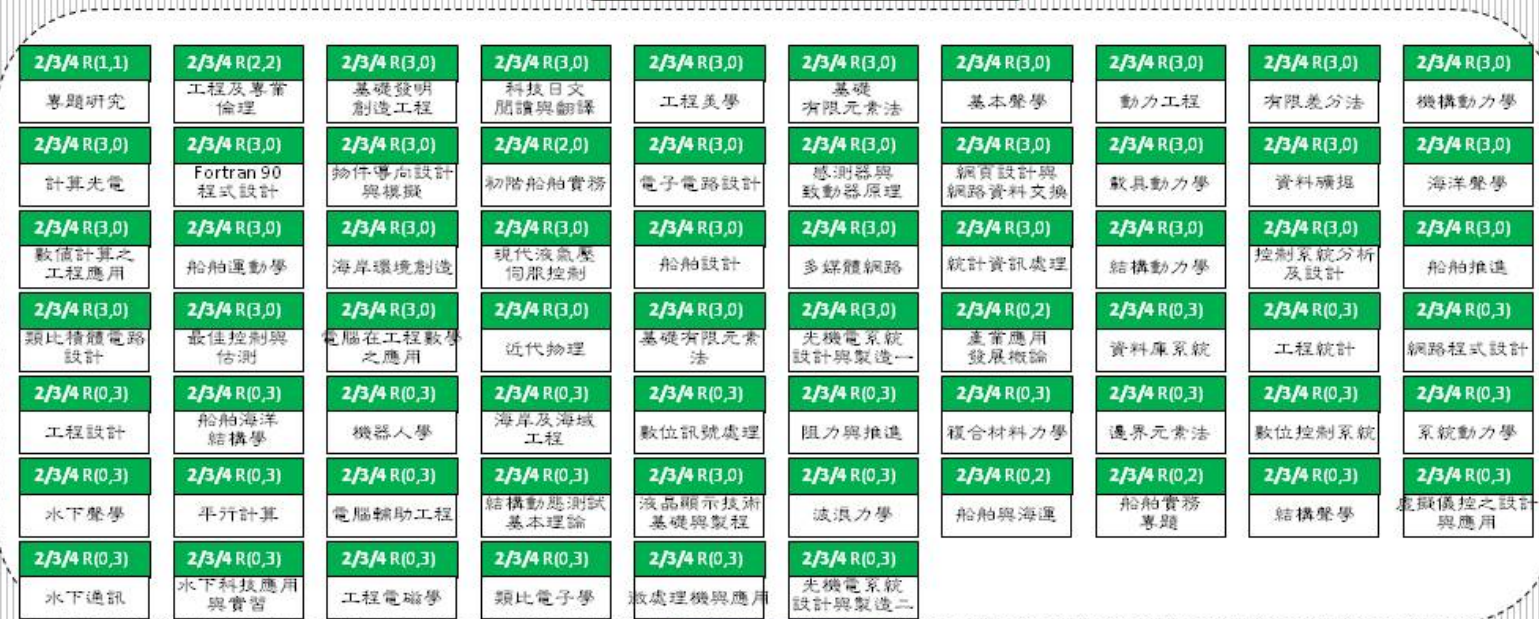 2/3/4 R(1,1) 2/3/4 R(2,2) 2/3/4 R(3,0) 2/3/4 R(3,0) 2/3/4 R(3,0) 2/3/4 R(3,0) 2/3/4 R(3,0) 2/3/4 R(3,0) 2/3/4 R(3,0) 2/3/4 R(3,0)
專題研究
工程及專業
倫理
基礎發明
創造工程
科技日文
閱讀與翻譯
工程美學
基礎
有限元素法
基本聲學
動力工程
有限差分法
機構動力學
2/3/4 R(3,0) 2/3/4 R(3,0) 2/3/4 R(3,0) 2/3/4 R(2,0) 2/3/4 R(3,0) 2/3/4 R(3,0) 2/3/4 R(3,0) 2/3/4 R(3,0) 2/3/4 R(3,0) 2/3/4 R(3,0)
計算光電
Fortran 90
程式設計
物件導向設計
與模擬
初階船舶實務
電子電路設計
感測器與
致動器原理
網頁設計與
網路資料交換
載具動力學
資料礦掘
海洋聲學
2/3/4 R(3,0) 2/3/4 R(3,0) 2/3/4 R(3,0) 2/3/4 R(3,0) 2/3/4 R(3,0) 2/3/4 R(3,0) 2/3/4 R(3,0) 2/3/4 R(3,0) 2/3/4 R(3,0) 2/3/4 R(3,0)
數值計算之
工程應用
船舶運動學
海岸環境創造
現代液氣壓
伺服控制
船舶設計
多媒體網路
統計資訊處理
結構動力學
控制系統分析
及設計
船舶推進
2/3/4 R(3,0) 2/3/4 R(3,0) 2/3/4 R(3,0) 2/3/4 R(3,0) 2/3/4 R(3,0) 2/3/4 R(3,0) 2/3/4 R(0,2) 2/3/4 R(0,3) 2/3/4 R(0,3) 2/3/4 R(0,3)
類比積體電路
設計
最佳控制與
估測
電腦在工程數學
之應用
近代物理
基礎有限元素
法
光機電系統
設計與製造一
產業應用
發展概論
資料庫系統
工程統計
網路程式設計
2/3/4 R(0,3) 2/3/4 R(0,3) 2/3/4 R(0,3) 2/3/4 R(0,3) 2/3/4 R(0,3) 2/3/4 R(0,3) 2/3/4 R(0,3) 2/3/4 R(0,3) 2/3/4 R(0,3) 2/3/4 R(0,3)
工程設計
船舶海洋
結構學
機器人學
海岸及海域
工程
數位訊號處理
阻力與推進
複合材料力學
邊界元素法
數位控制系統
系統動力學
2/3/4 R(0,3) 2/3/4 R(0,3) 2/3/4 R(0,3) 2/3/4 R(0,3) 2/3/4 R(3,0) 2/3/4 R(0,3) 2/3/4 R(0,2) 2/3/4 R(0,2) 2/3/4 R(0,3) 2/3/4 R(0,3)
水下聲學
平行計算
電腦輔助工程
結構動態測試
基本理論
液晶顯示技術
基礎與製程
波浪力學
船舶與海運
船舶實務
專題
結構聲學
虛擬儀控之設計
與應用
2/3/4 R(0,3) 2/3/4 R(0,3) 2/3/4 R(0,3) 2/3/4 R(0,3) 2/3/4 R(0,3) 2/3/4 R(0,3)
水下通訊
水下科技應用
與實習
工程電磁學
類比電子學
微處理機與應用
光機電系統
設計與製造二